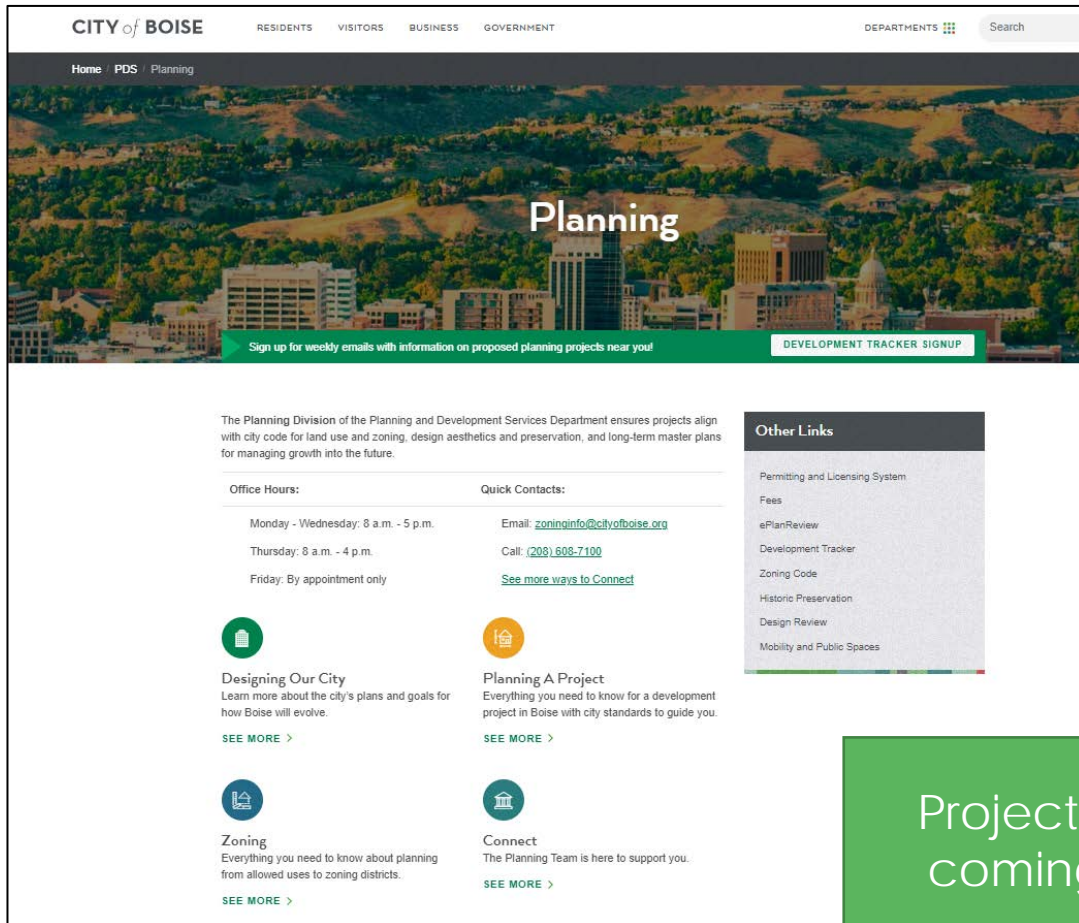 CITY of BOISE
RESIDENTS VISITORS BUSINESS GOVERNMENT
DEPARTMENTS
Search
Home / PDS / Planning
Planning
Sign up for weekly emails with information on proposed planning projects near you!
DEVELOPMENT TRACKER SIGNUP
The Planning Division of the Planning and Development Services Department ensures projects align
with city code for land use and zoning, design aesthetics and preservation, and long-term master plans
for managing growth into the future.
Office Hours:
Monday - Wednesday: 8 a.m. - 5 p.m.
Thursday: 8 a.m. - 4 p.m.
Friday: By appointment only
Quick Contacts:
Email: zoninginfo@cityofboise.org
Call: (208) 608-7100
See more ways to Connect
Designing Our City
Learn more about the city's plans and goals for
how Boise will evolve.
SEE MORE >
Planning A Project
Everything you need to know for a development
project in Boise with city standards to guide you.
SEE MORE >
Zoning
Everything you need to know about planning
from allowed uses to zoning districts.
SEE MORE >
Connect
The Planning Team is here to support you.
SEE MORE >
Other Links
Permitting and Licensing System
Fees
ePlanReview
Development Tracker
Zoning Code
Historic Preservation
Design Review
Mobility and Public Spaces
Project
coming